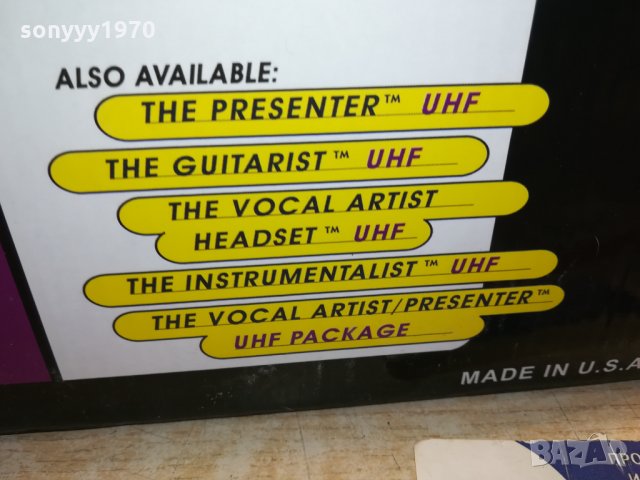 sonyyy1970
ALSO AVAILABLE:
THE PRESENTER™ UHF
THE GUITARIST™ UHF
THE VOCAL ARTIST
HEADSET™ UHF
THE INSTRUMENTALIST™ UHF
THE VOCAL ARTIST/PRESENTER™
UHF PACKAGE
MADE IN U.S.A
BAZAR
ПРО